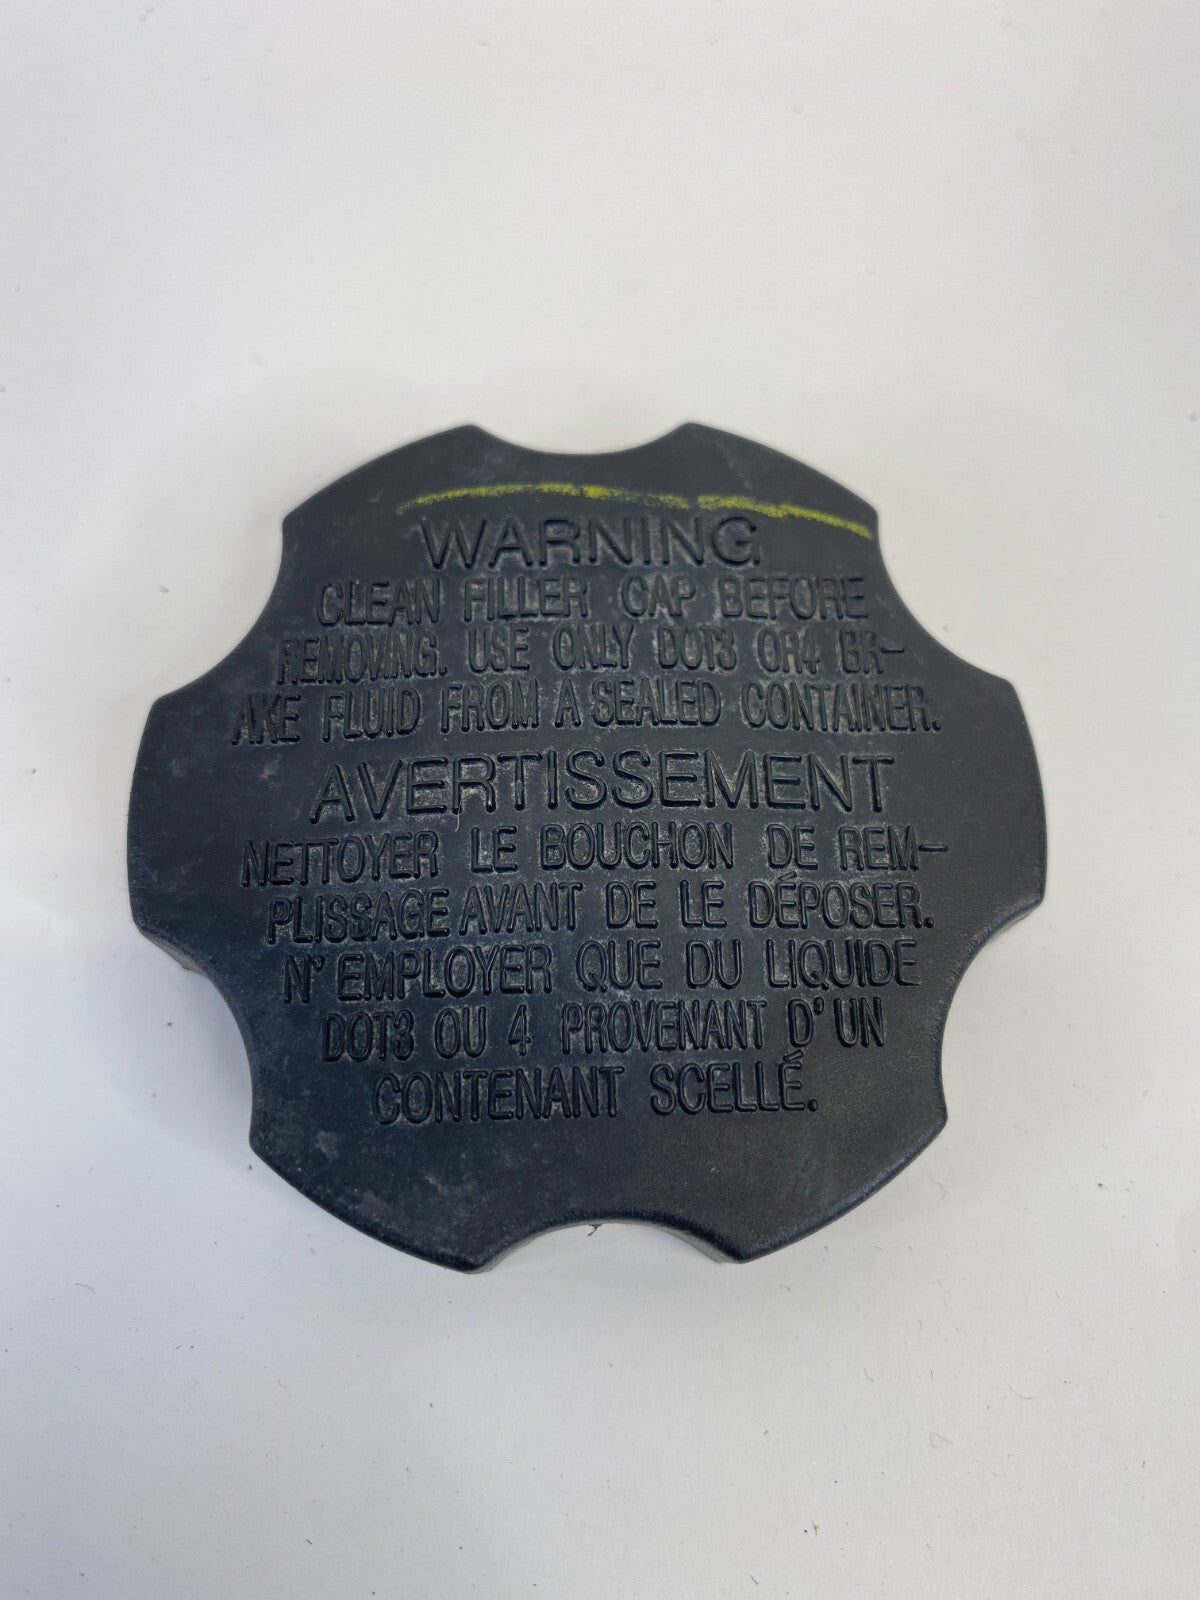 WARNING
CLEAN FILLER CAP BEFORE
REMOVING. USE ONLY DOT3 OR4 BR-
AKE FLUID FROM A SEALED CONTAINER.
AVERTISSEMENT
NETTOYER LE BOUCHON DE REM-
PLISSAGE AVANT DE LE DÉPOSER.
N'EMPLOYER QUE DU LIQUIDE
DOT3 OU 4 PROVENANT D'UN
CONTENANT SCELLÉ.